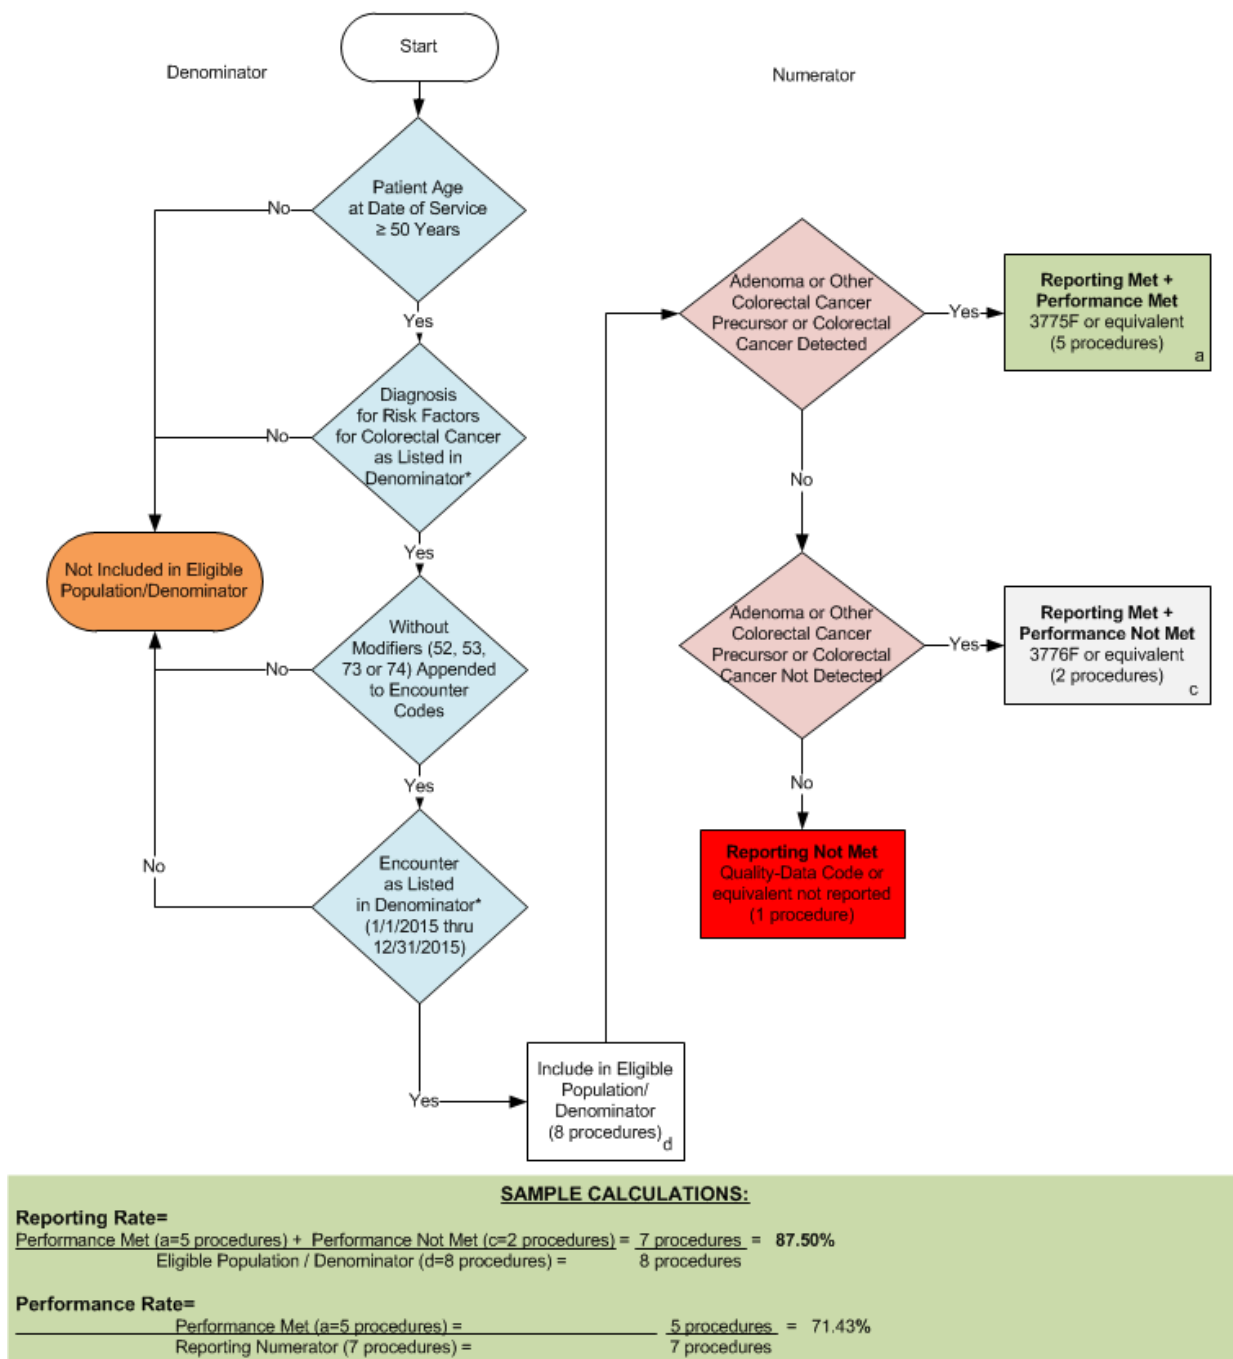 Start
Denominator
Numerator
Patient Age
at Date of Service
≥ 50 Years
No
Yes
Diagnosis
for Risk Factors
for Colorectal Cancer
as Listed in
Denominator*
No
Yes
Not Included in Eligible
Population/Denominator
Without
Modifiers (52, 53,
73 or 74) Appended
to Encounter
Codes
No
Yes
Encounter
as Listed
in Denominator*
(1/1/2015 thru
12/31/2015)
No
Yes
Include in Eligible
Population/
Denominator
(8 procedures)
d
Adenoma or Other
Colorectal Cancer
Precursor or Colorectal
Cancer Detected
Yes
Reporting Met +
Performance Met
3775F or equivalent
(5 procedures)
a
No
Adenoma or Other
Colorectal Cancer
Precursor or Colorectal
Cancer Not Detected
Yes
Reporting Met +
Performance Not Met
3776F or equivalent
(2 procedures)
c
No
Reporting Not Met
Quality-Data Code or
equivalent not reported
(1 procedure)
SAMPLE CALCULATIONS:
Reporting Rate=
Performance Met (a=5 procedures) + Performance Not Met (c=2 procedures) = 7 procedures = 87.50%
Eligible Population / Denominator (d=8 procedures) = 8 procedures
Performance Rate=
Performance Met (a=5 procedures) = 5 procedures = 71.43%
Reporting Numerator (7 procedures) = 7 procedures